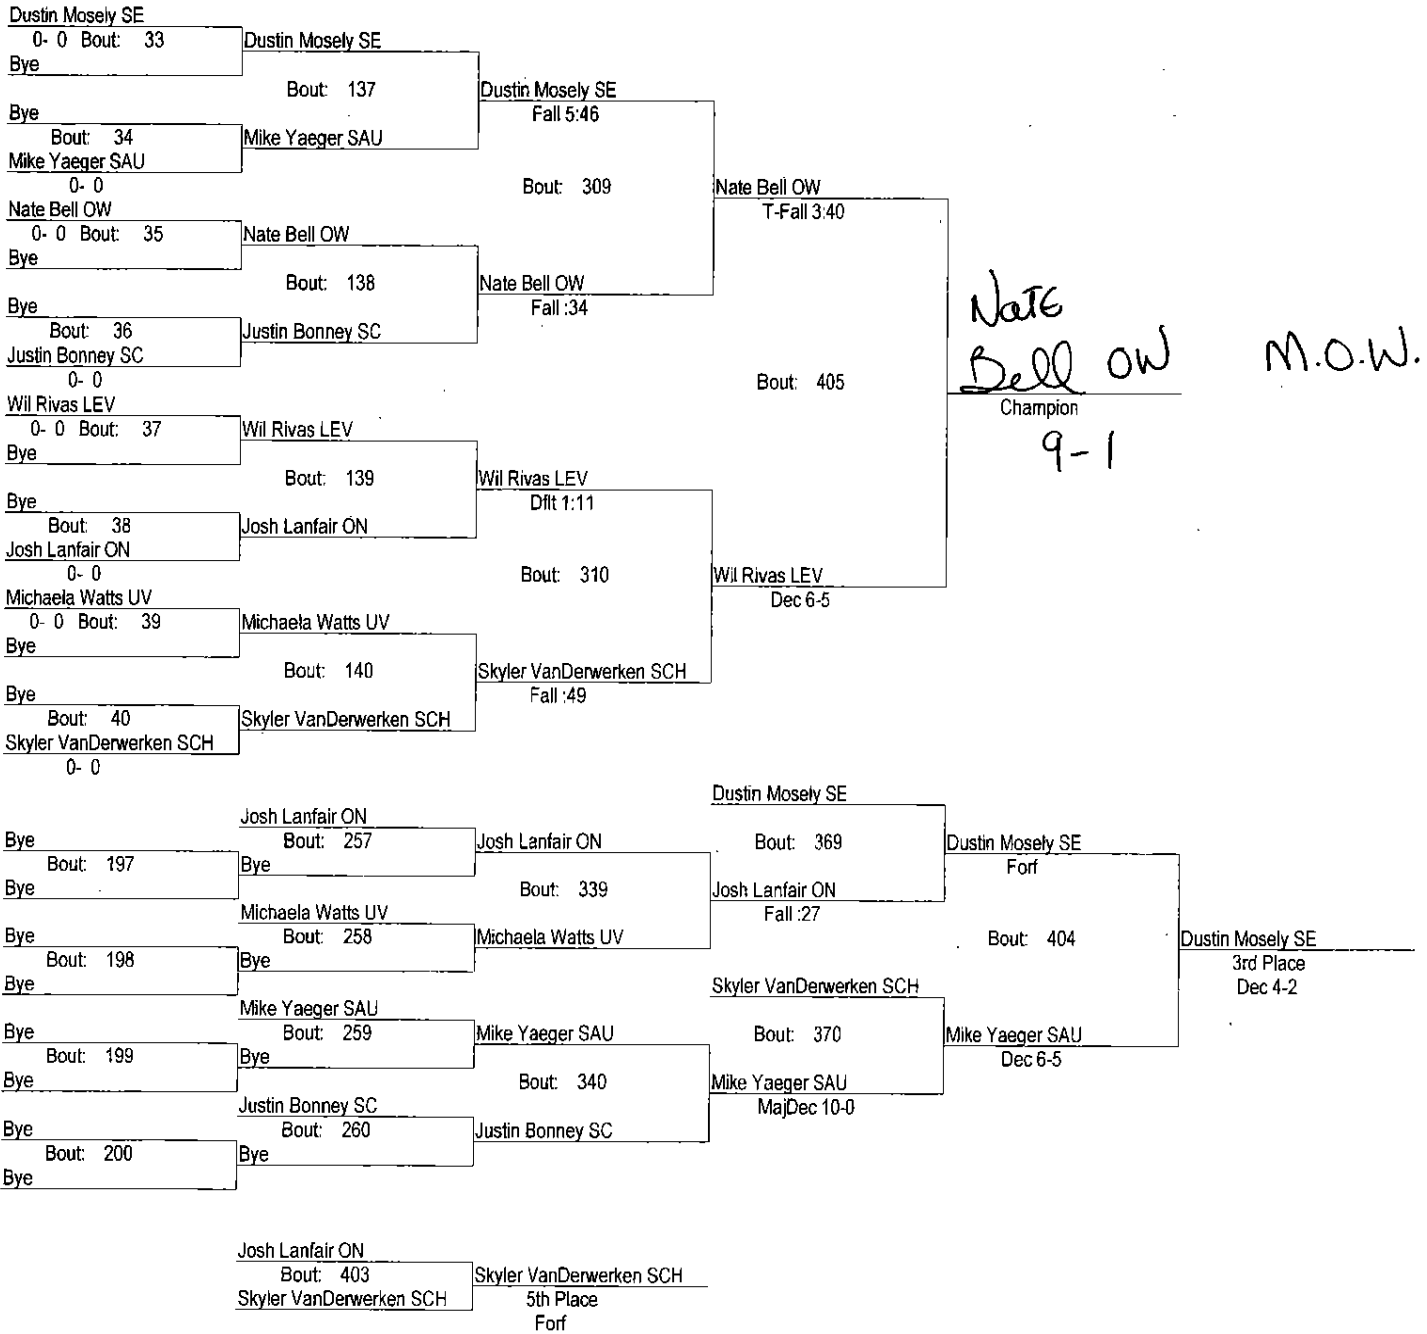 Dustin Mosely SE
0- 0 Bout: 33
Bye
Dustin Mosely SE
Bout: 137
Bye
Bout: 34
Mike Yaeger SAU
0- 0
Mike Yaeger SAU
Dustin Mosely SE
Fall 5:46
Bout: 309
Nate Bell OW
0- 0 Bout: 35
Bye
Nate Bell OW
Bout: 138
Bye
Bout: 36
Justin Bonney SC
0- 0
Justin Bonney SC
Nate Bell OW
Fall :34
Nate Bell OW
T-Fall 3:40
Bout: 405
Wil Rivas LEV
0- 0 Bout: 37
Bye
Wil Rivas LEV
Bout: 139
Bye
Bout: 38
Josh Lanfair ON
0- 0
Josh Lanfair ON
Wil Rivas LEV
Dflt 1:11
Bout: 310
Michaela Watts UV
0- 0 Bout: 39
Bye
Michaela Watts UV
Bout: 140
Bye
Bout: 40
Skyler VanDerwerken SCH
0- 0
Skyler VanDerwerken SCH
Skyler VanDerwerken SCH
Fall :49
Wil Rivas LEV
Dec 6-5
Nate
Bell OW M.O.W.
Champion
9-1
Bye
Bout: 197
Bye
Josh Lanfair ON
Bout: 257
Bye
Josh Lanfair ON
Bout: 339
Bye
Bout: 198
Bye
Michaela Watts UV
Bout: 258
Bye
Michaela Watts UV
Dustin Mosely SE
Bout: 369
Josh Lanfair ON
Fall :27
Dustin Mosely SE
Forf
Bout: 404
Bye
Bout: 199
Bye
Mike Yaeger SAU
Bout: 259
Bye
Mike Yaeger SAU
Bout: 340
Bye
Bout: 200
Bye
Justin Bonney SC
Bout: 260
Bye
Justin Bonney SC
Skyler VanDerwerken SCH
Bout: 370
Mike Yaeger SAU
MajDec 10-0
Mike Yaeger SAU
Dec 6-5
Dustin Mosely SE
3rd Place
Dec 4-2
Josh Lanfair ON
Bout: 403
Skyler VanDerwerken SCH
Skyler VanDerwerken SCH
5th Place
Forf